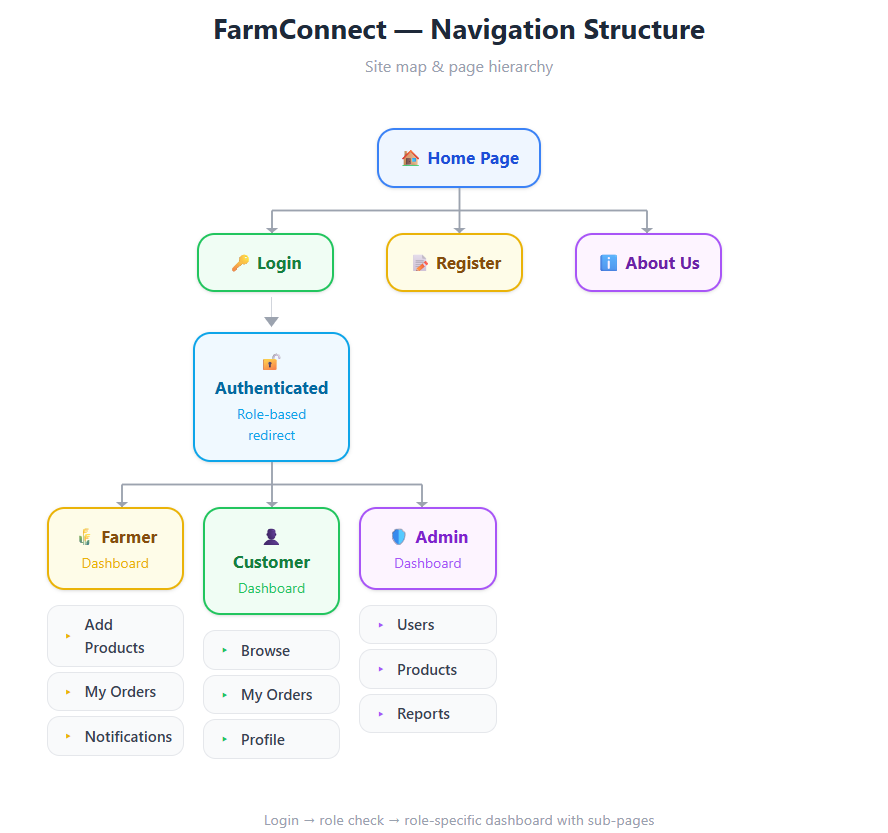 FarmConnect — Navigation Structure
Site map & page hierarchy
Home Page
Login
Register
About Us
Authenticated
Role-based
redirect
Farmer
Dashboard
Add
Products
My Orders
Notifications
Customer
Dashboard
Browse
My Orders
Profile
Admin
Dashboard
Users
Products
Reports
Login → role check → role-specific dashboard with sub-pages